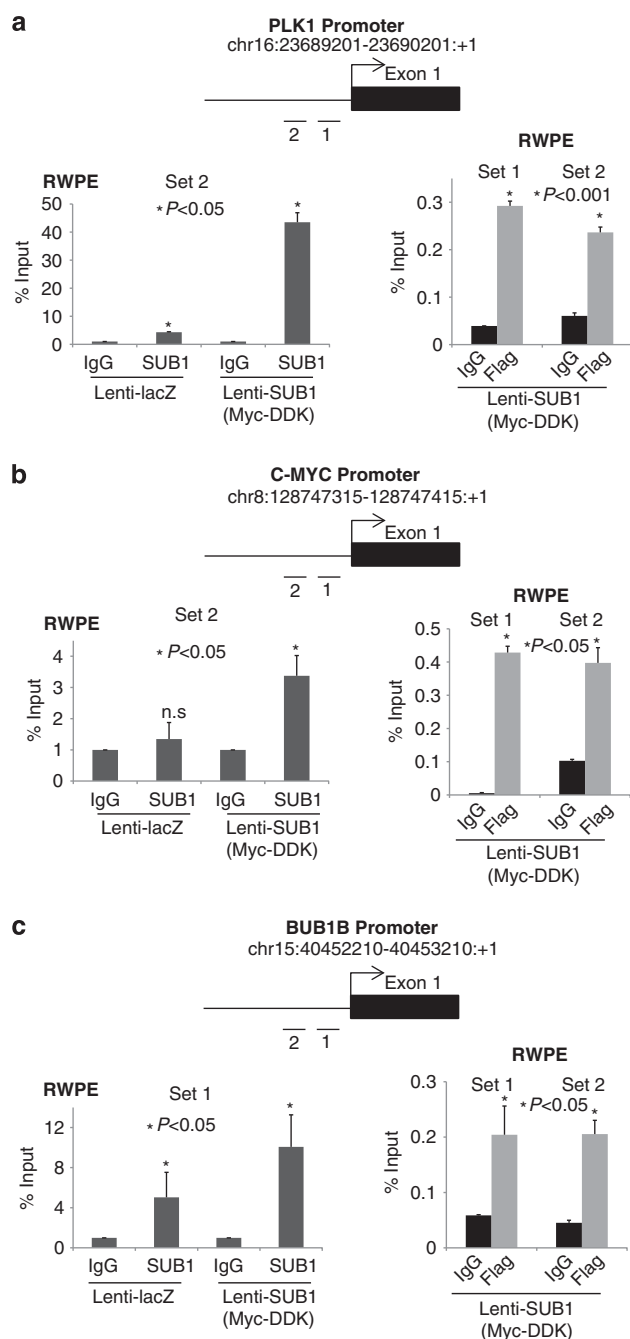 a
PLK1 Promoter
chr16:23689201-23690201:+1
Exon 1
2 1
RWPE
Set 2
* P<0.05
% Input
50
40
30
20
10
0
*
*
IgG SUB1 IgG SUB1
Lenti-lacZ Lenti-SUB1
(Myc-DDK)
RWPE
Set 1 Set 2
* P<0.001
% Input
0.3
0.2
0.1
0
*
*
IgG Flag IgG Flag
Lenti-SUB1
(Myc-DDK)
b
C-MYC Promoter
chr8:128747315-128747415:+1
Exon 1
2 1
RWPE
Set 2
* P<0.05
% Input
5
4
3
2
1
0
n.s
*
IgG SUB1 IgG SUB1
Lenti-lacZ Lenti-SUB1
(Myc-DDK)
RWPE
Set 1 Set 2
*P<0.05
% Input
0.5
0.4
0.3
0.2
0.1
0
*
*
IgG Flag IgG Flag
Lenti-SUB1
(Myc-DDK)
c
BUB1B Promoter
chr15:40452210-40453210:+1
Exon 1
2 1
RWPE
Set 1
* P<0.05
% Input
12
8
4
0
*
*
IgG SUB1 IgG SUB1
Lenti-lacZ Lenti-SUB1
(Myc-DDK)
RWPE
Set 1 Set 2
* P<0.05
% Input
0.3
0.2
0.1
0
*
*
IgG Flag IgG Flag
Lenti-SUB1
(Myc-DDK)